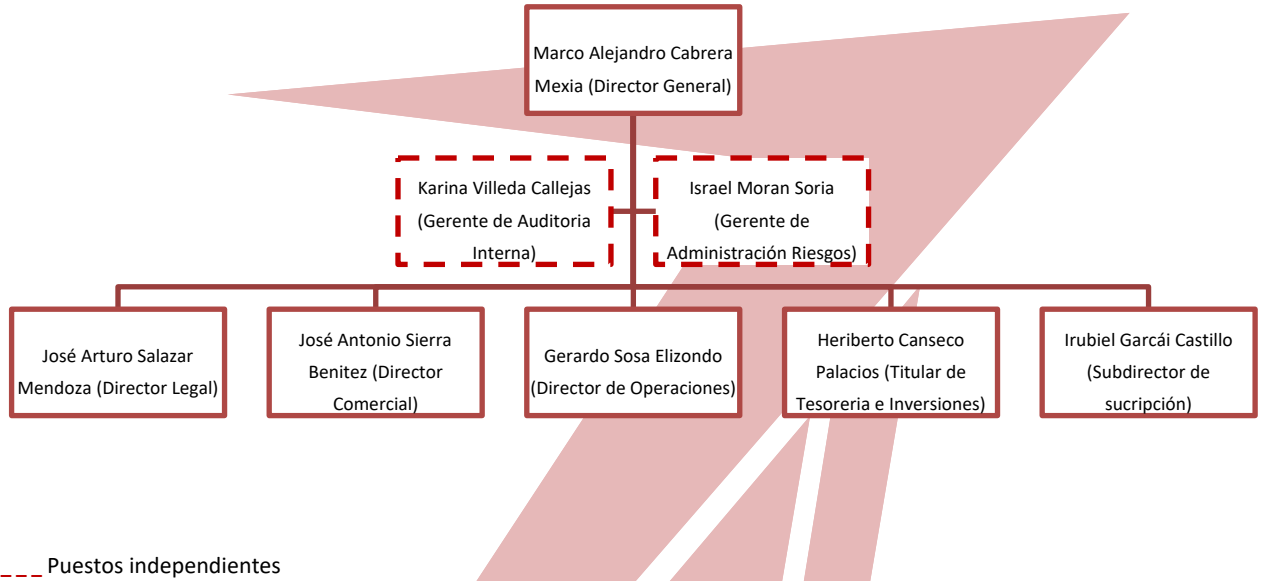 Marco Alejandro Cabrera
Mexia (Director General)
Karina Villeda Callejas
(Gerente de Auditoria
Interna)
Israel Moran Soria
(Gerente de
Administración Riesgos)
José Arturo Salazar
Mendoza (Director Legal)
José Antonio Sierra
Benitez (Director
Comercial)
Gerardo Sosa Elizondo
(Director de Operaciones)
Heriberto Canseco
Palacios (Titular de
Tesoreria e Inversiones)
Irubiel Garcái Castillo
(Subdirector de
sucripción)
___ Puestos independientes